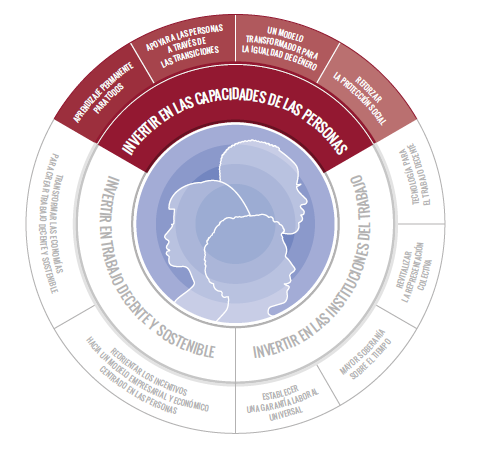 APRENDIZAJE PERMANENTE
PARA TODOS
APOYAR A LAS PERSONAS
A TRAVÉS DE
LAS TRANSICIONES
UN MODELO
TRANSFORMADOR PARA
LA IGUALDAD DE GÉNERO
REFORZAR
LA PROTECCIÓN SOCIAL
INVERTIR EN LAS CAPACIDADES DE LAS PERSONAS
TECNOLOGÍA PARA
EL TRABAJO DECENTE
REVITALIZAR
LA REPRESENTACIÓN
COLECTIVA
MAYOR SOBERANÍA
SOBRE EL TIEMPO
ESTABLECER
UNA GARANTÍA LABORAL
UNIVERSAL
INVERTIR EN LAS INSTITUCIONES DEL TRABAJO
TRANSFORMAR LAS ECONOMÍAS
PARA CREAR TRABAJO DECENTE Y SOSTENIBLE
REORIENTAR LOS INCENTIVOS
HACIA UN MODELO EMPRESARIAL Y ECONÓMICO
CENTRADO EN LAS PERSONAS
INVERTIR EN TRABAJO DECENTE Y SOSTENIBLE